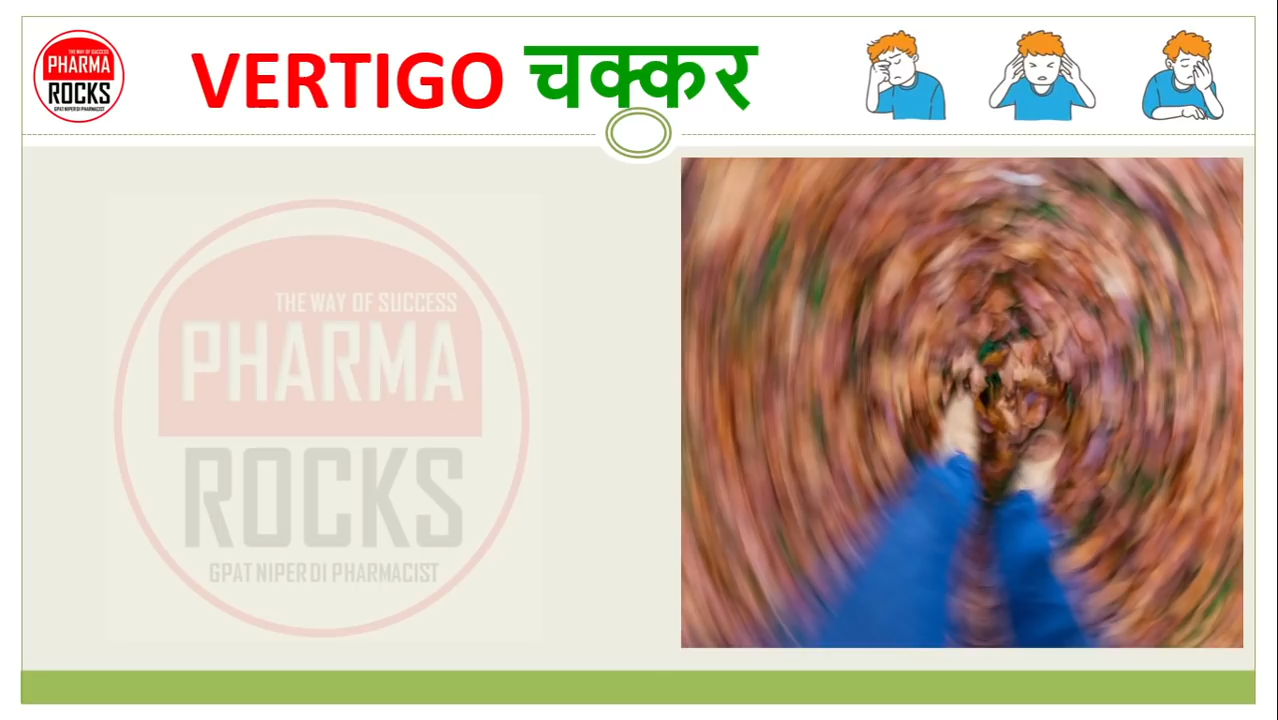 THE WAY OF SUCCESS
PHARMA
ROCKS
GPAT NIPER DI PHARMACIST
VERTIGO चक्कर
THE WAY OF SUCCESS
PHARMA
ROCKS
GPAT NIPER DI PHARMACIST